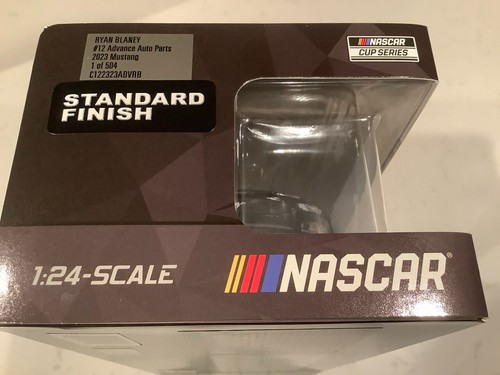 RYAN BLANEY
#12 Advance Auto Parts
2023 Mustang
1 of 504
C122323ADVRB
STANDARD
FINISH
NASCAR
CUP SERIES
1:24-SCALE
NASCAR